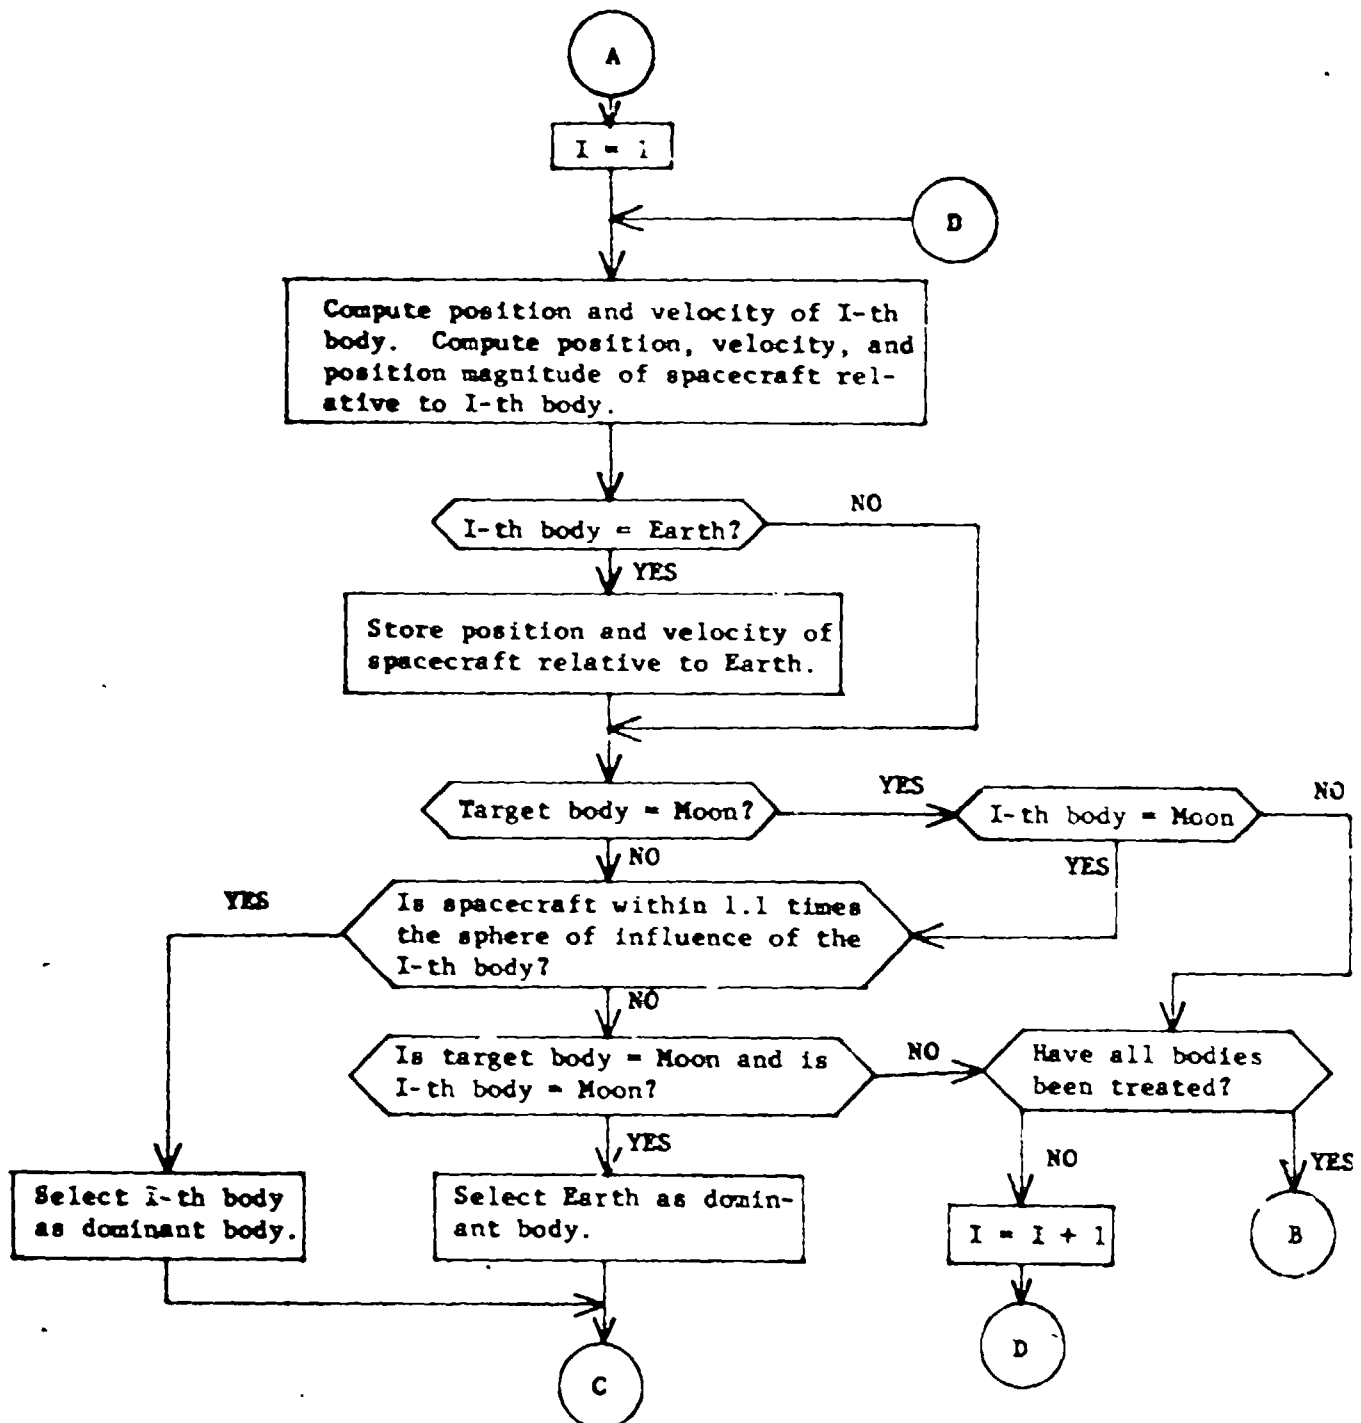 A
I = 1
D
Compute position and velocity of I-th
body. Compute position, velocity, and
position magnitude of spacecraft rel-
ative to I-th body.
I-th body = Earth?
NO
YES
Store position and velocity of
spacecraft relative to Earth.
Target body = Moon?
YES
I-th body = Moon
NO
NO
YES
YES
Is spacecraft within 1.1 times
the sphere of influence of the
I-th body?
NO
Is target body = Moon and is
I-th body = Moon?
NO
Have all bodies
been treated?
YES
NO
YES
Select I-th body
as dominant body.
Select Earth as domin-
ant body.
I = I + 1
B
D
C